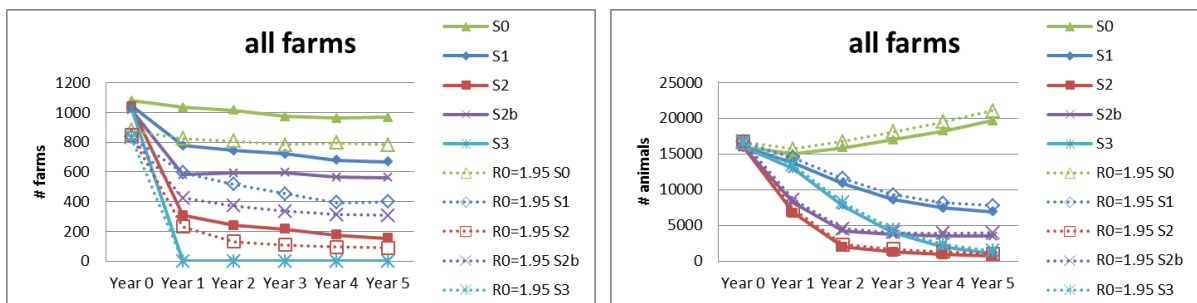 all farms
# farms
1200
1000
800
600
400
200
0
Year 0 Year 1 Year 2 Year 3 Year 4 Year 5
S0
S1
S2
S2b
S3
R0=1.95 S0
R0=1.95 S1
R0=1.95 S2
R0=1.95 S2b
R0=1.95 S3
all farms
# animals
25000
20000
15000
10000
5000
0
Year 0 Year 1 Year 2 Year 3 Year 4 Year 5
S0
S1
S2
S2b
S3
R0=1.95 S0
R0=1.95 S1
R0=1.95 S2
R0=1.95 S2b
R0=1.95 S3